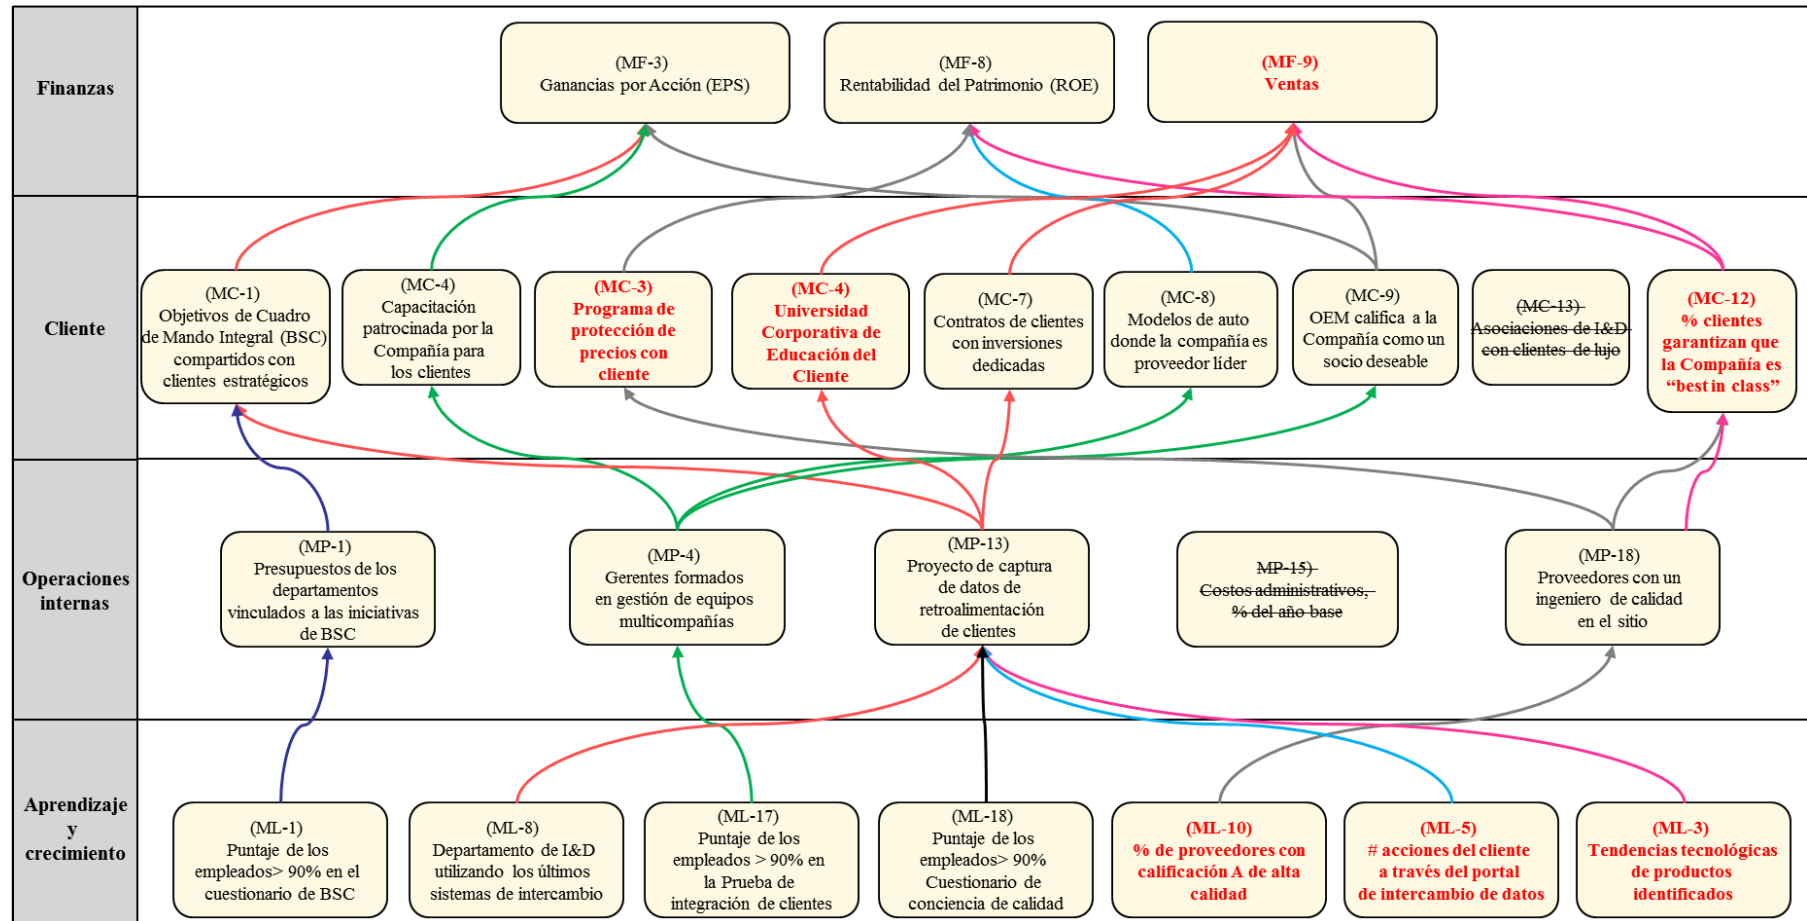 Finanzas
(MF-3)
Ganancias por Acción (EPS)
(MF-8)
Rentabilidad del Patrimonio (ROE)
(MF-9)
Ventas
Cliente
(MC-1)
Objetivos de Cuadro
de Mando Integral (BSC)
compartidos con
clientes estratégicos
(MC-4)
Capacitación
patrocinada por la
Compañía para
los clientes
(MC-3)
Programa de
protección de
precios con
cliente
(MC-4)
Universidad
Corporativa de
Educación del
Cliente
(MC-7)
Contratos de clientes
con inversiones
dedicadas
(MC-8)
Modelos de auto
donde la compañía es
proveedor líder
(MC-9)
OEM califica a la
Compañía como un
socio deseable
(MC-13)
Asociaciones de I&D
con clientes de lujo
(MC-12)
% clientes
garantizan que
la Compañía es
“best in class”
Operaciones
internas
(MP-1)
Presupuestos de los
departamentos
vinculados a las iniciativas
de BSC
(MP-4)
Gerentes formados
en gestión de equipos
multicompañías
(MP-13)
Proyecto de captura
de datos de
retroalimentación
de clientes
MP-15)
Costos administrativos,
% del año base
(MP-18)
Proveedores con un
ingeniero de calidad
en el sitio
Aprendizaje
y
crecimiento
(ML-1)
Puntaje de los
empleados> 90% en el
cuestionario de BSC
(ML-8)
Departamento de I&D
utilizando los últimos
sistemas de intercambio
(ML-17)
Puntaje de los
empleados > 90% en
la Prueba de
integración de clientes
(ML-18)
Puntaje de los
empleados> 90%
Cuestionario de
conciencia de calidad
(ML-10)
% de proveedores con
calificación A de alta
calidad
(ML-5)
# acciones del cliente
a través del portal
de intercambio de datos
(ML-3)
Tendencias tecnológicas
de productos
identificados